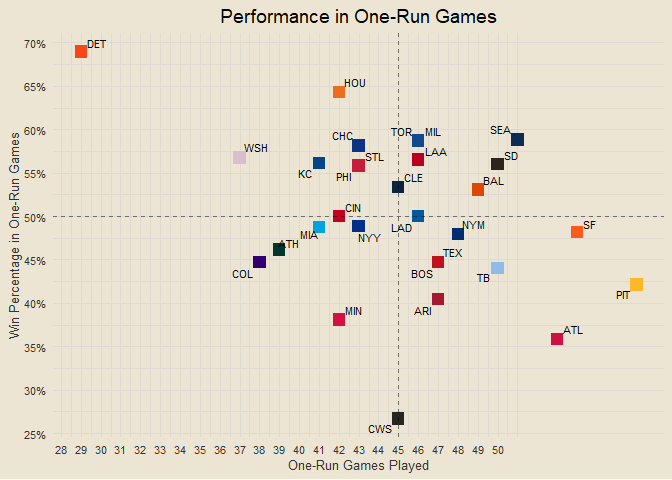 Performance in One-Run Games
70%
DET
65%
HOU
60%
CHC
TOR
MIL
SEA
WSH
STL
LAA
SD
KC
PHI
CLE
BAL
55%
CIN
50%
MIA
ATH
NYY
LAD
NYM
SF
45%
COL
TEX
BOS
TB
PIT
40%
MIN
ARI
ATL
35%
30%
CWS
25%
28 29 30 31 32 33 34 35 36 37 38 39 40 41 42 43 44 45 46 47 48 49 50
One-Run Games Played
Win Percentage in One-Run Games